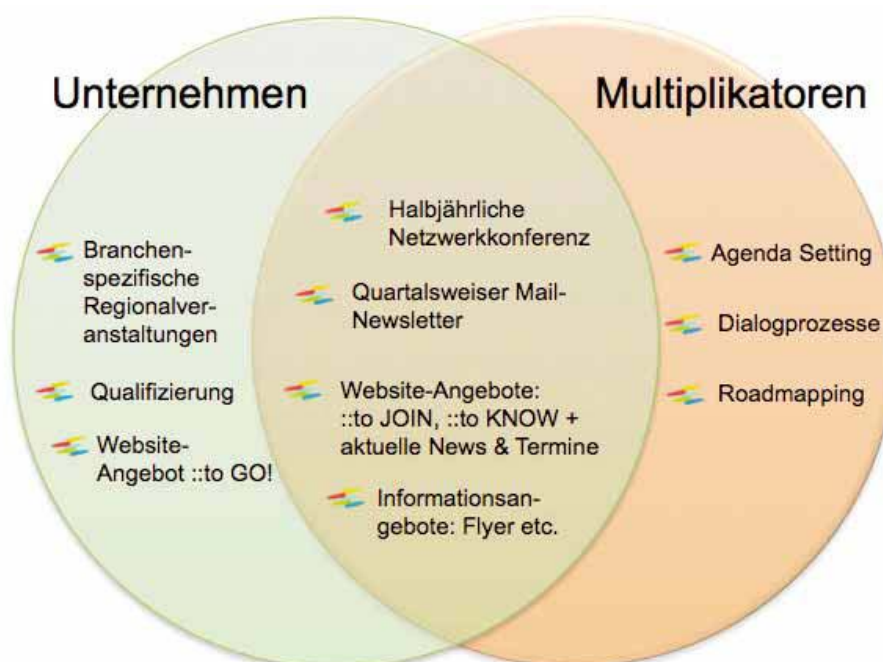 Unternehmen
Multiplikatoren
Branchen-
spezifische
Regionalver-
anstaltungen
Qualifizierung
Website-
Angebot ::to GO!
Halbjährliche
Netzwerkkonferenz
Quartalsweiser Mail-
Newsletter
Website-Angebote:
::to JOIN, ::to KNOW +
aktuelle News & Termine
Informationsan-
gebote: Flyer etc.
Agenda Setting
Dialogprozesse
Roadmapping